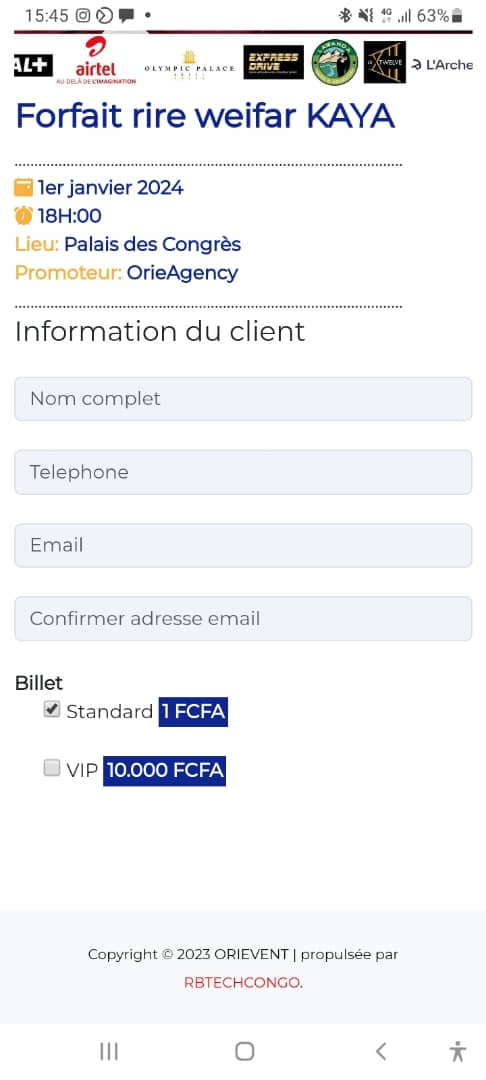 15:45 4G 63%
AL+ airtel OLYMPIC PALACE EXPRESS DRIVE TWELVE L'Arche
AU-DELÀ DE L'IMAGINATION
Forfait rire weifar KAYA
1er janvier 2024
18H:00
Lieu: Palais des Congrès
Promoteur: OrieAgency
Information du client
Nom complet
Telephone
Email
Confirmer adresse email
Billet
Standard 1 FCFA
VIP 10.000 FCFA
Copyright © 2023 ORIEVENT | propulsée par
RBTECHCONGO.